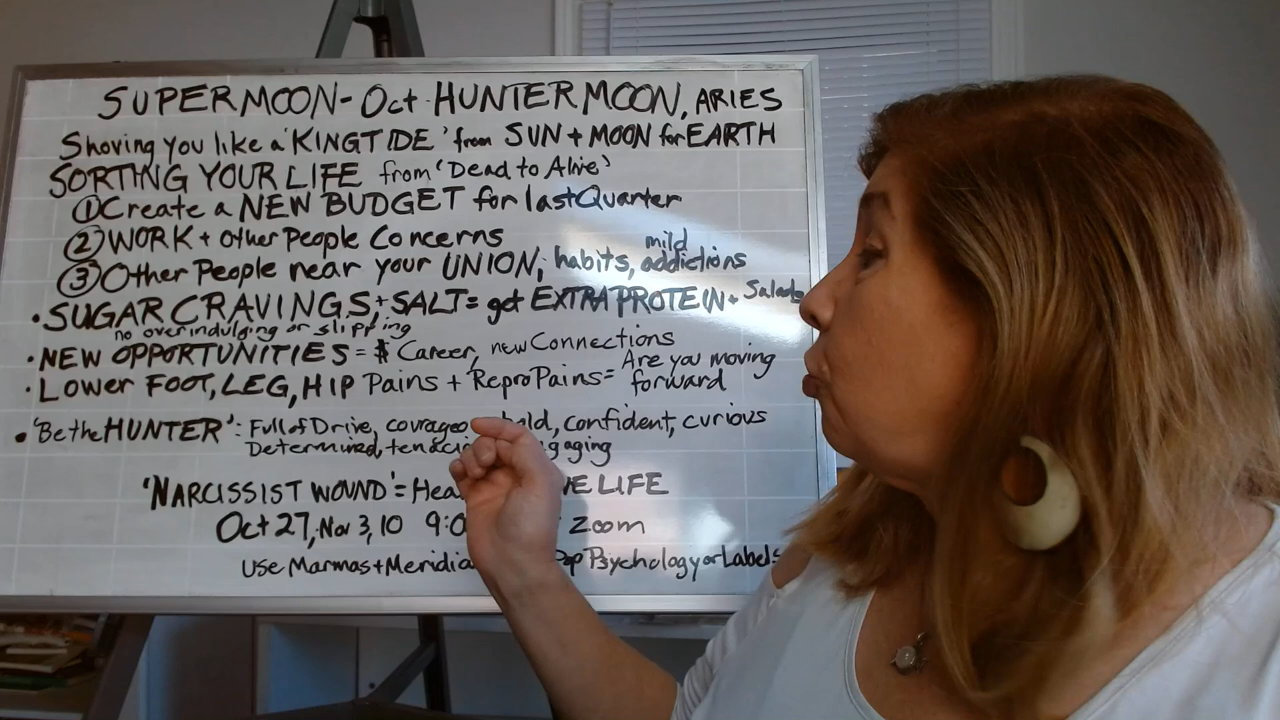 SUPERMOON - Oct. HUNTER MOON, ARIES
Shoving you like a 'KINGTIDE' from SUN + MOON for EARTH
SORTING YOUR LIFE from 'Dead to Alive'
① Create a NEW BUDGET for last Quarter
② WORK + Other People Concerns
mild
③ Other People near your UNION, habits, addictions
• SUGAR CRAVINGS, + SALT = get EXTRA PROTEIN + Salads
no overindulging or slipping
• NEW OPPORTUNITIES = $ Career, new Connections
• Lower FOOT, LEG, HIP Pains + Repro Pains = Are you moving forward
• 'Be the HUNTER': Full of Drive, bold, confident, curious
Determined,
'NARCISSIST WOUND' = LIFE
Oct 27, Nov 3, 10 Zoom
Use Marmas + Pop Psychology or Labels